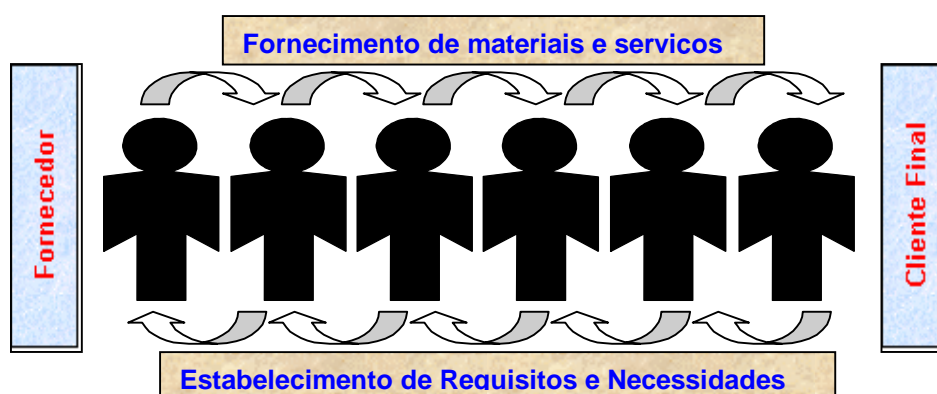 Fornecimento de materiais e servicos
Fornecedor
Cliente Final
Estabelecimento de Requisitos e Necessidades